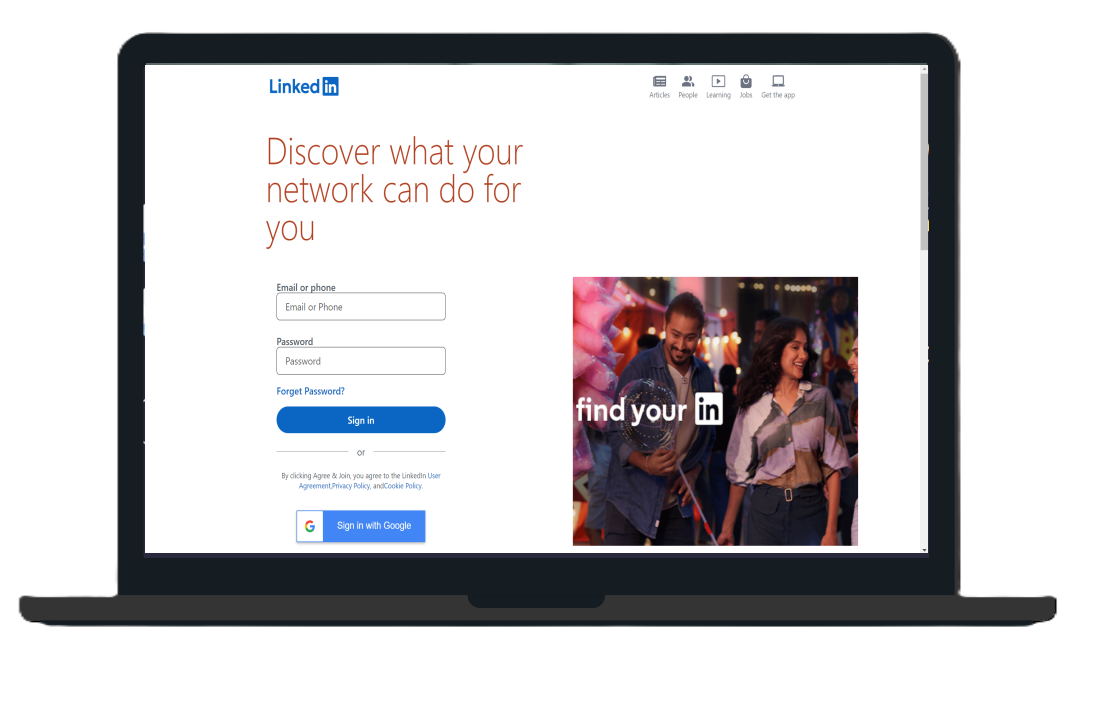 Linked in
Articles People Learning Jobs Get the app
Discover what your
network can do for
you
Email or phone
Email or Phone
Password
Password
Forget Password?
Sign in
or
By clicking Agree & Join, you agree to the LinkedIn User
Agreement,Privacy Policy, andCookie Policy.
G Sign in with Google
find your in